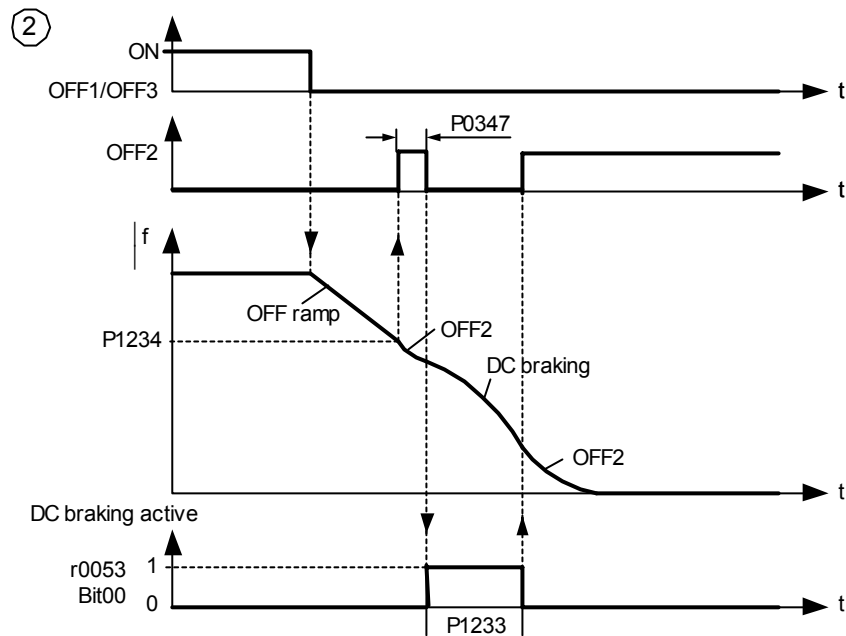 2
ON
OFF1/OFF3
t
P0347
OFF2
t
f
OFF ramp
P1234
OFF2
DC braking
OFF2
t
DC braking active
r0053 1
Bit00 0
t
P1233